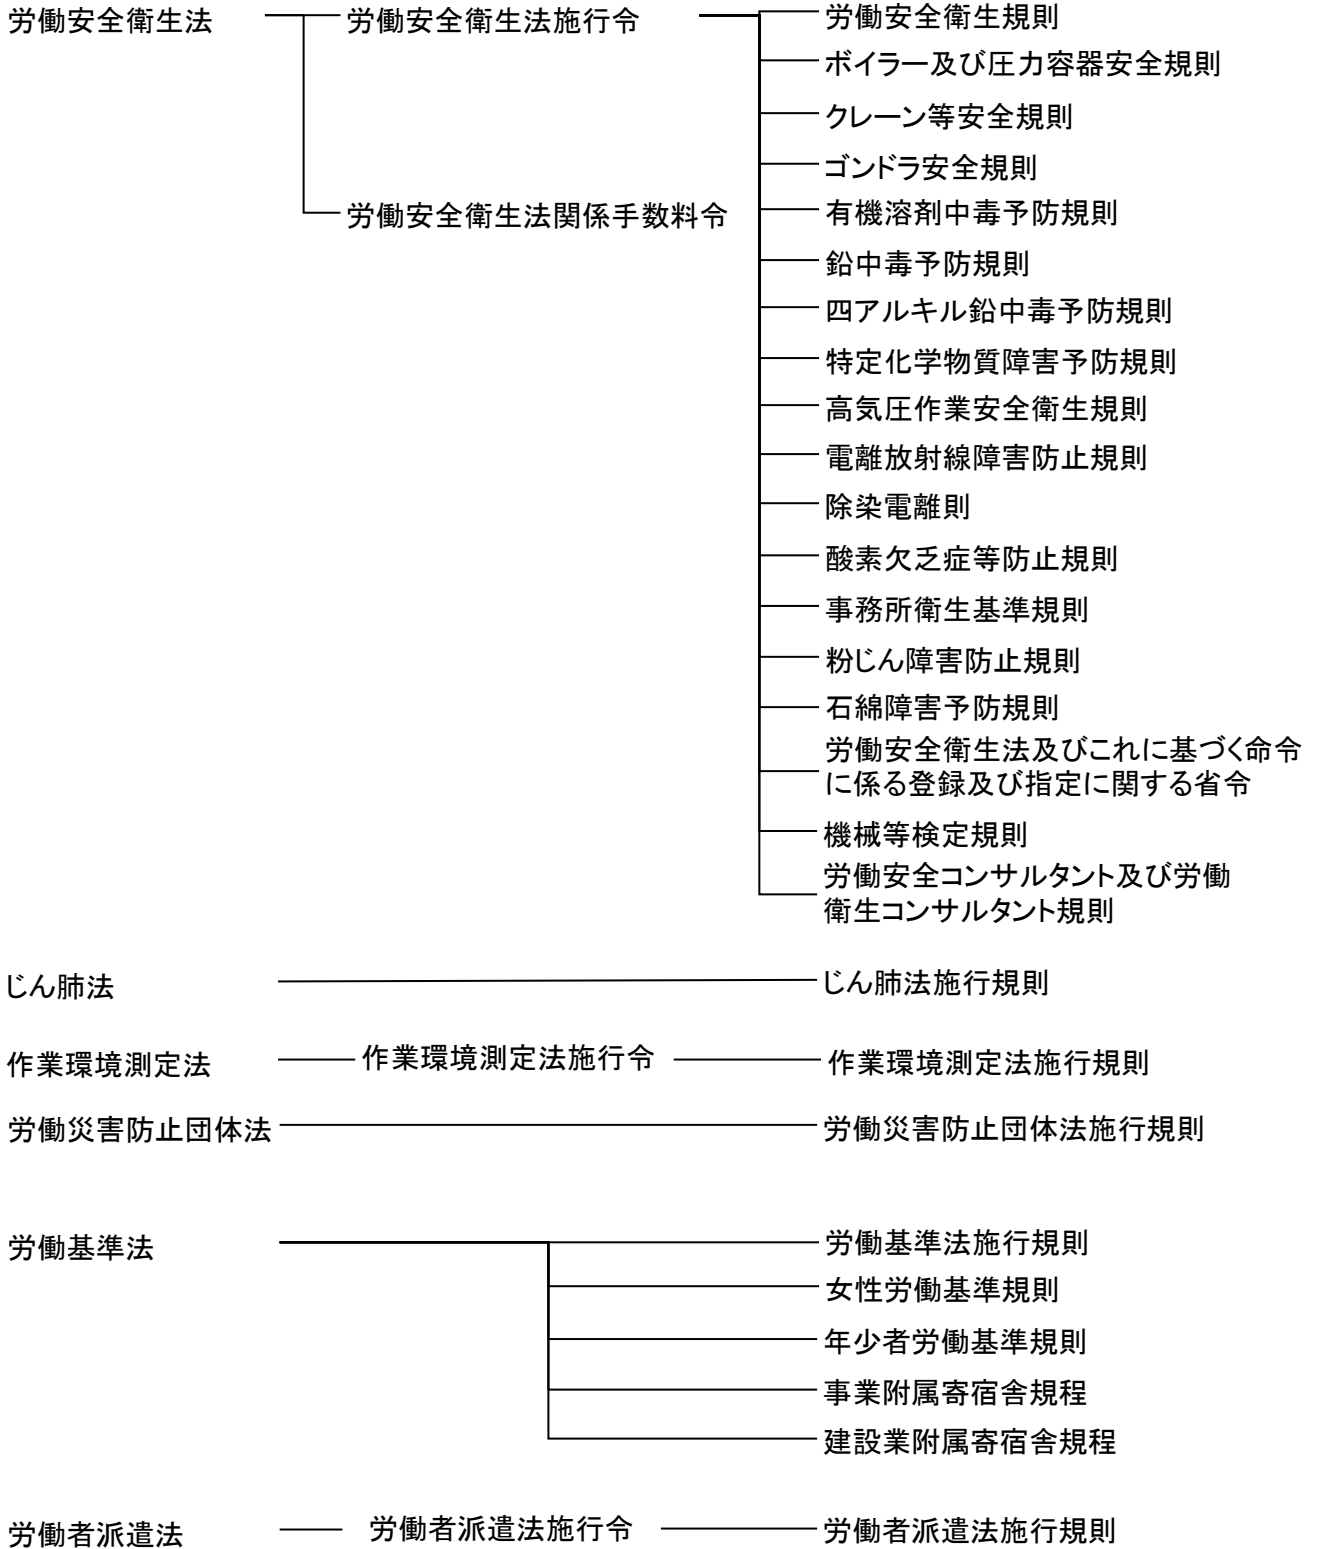 労働安全衛生法
労働安全衛生法施行令
労働安全衛生法関係手数料令
労働安全衛生規則
ボイラー及び圧力容器安全規則
クレーン等安全規則
ゴンドラ安全規則
有機溶剤中毒予防規則
鉛中毒予防規則
四アルキル鉛中毒予防規則
特定化学物質障害予防規則
高気圧作業安全衛生規則
電離放射線障害防止規則
除染電離則
酸素欠乏症等防止規則
事務所衛生基準規則
粉じん障害防止規則
石綿障害予防規則
労働安全衛生法及びこれに基づく命令
に係る登録及び指定に関する省令
機械等検定規則
労働安全コンサルタント及び労働
衛生コンサルタント規則
じん肺法
じん肺法施行規則
作業環境測定法
作業環境測定法施行令
作業環境測定法施行規則
労働災害防止団体法
労働災害防止団体法施行規則
労働基準法
労働基準法施行規則
女性労働基準規則
年少者労働基準規則
事業附属寄宿舎規程
建設業附属寄宿舎規程
労働者派遣法
労働者派遣法施行令
労働者派遣法施行規則